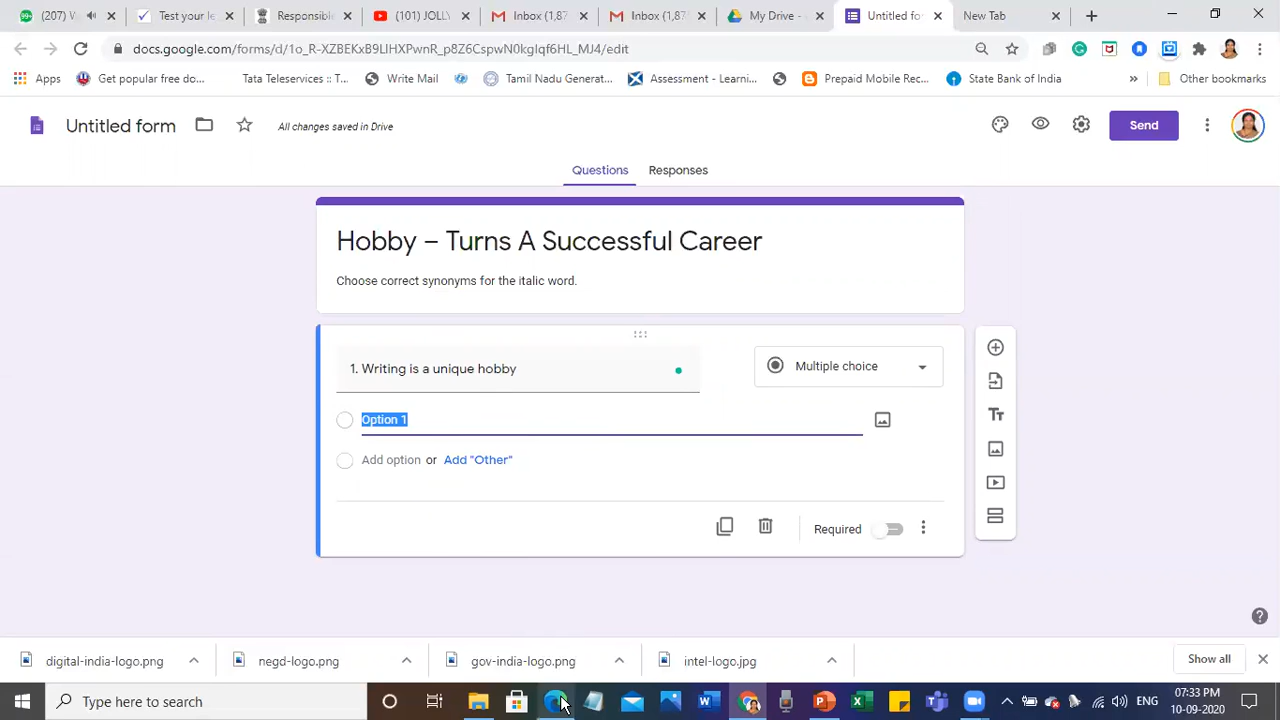 (207) W
Test your le
Responsible
(101) JOLLY
Inbox (1,87
Inbox (1,87
My Drive -
Untitled fo
New Tab
docs.google.com/forms/d/1o_R-XZBEKxB9LlHXPwnR_p8Z6CspwN0kgIqf6HL_MJ4/edit
Apps
Get popular free do...
Tata Teleservices :: T...
Write Mail
Tamil Nadu Generat...
Assessment - Learni...
Prepaid Mobile Rec...
State Bank of India
»
Other bookmarks
Untitled form
All changes saved in Drive
Send
Questions
Responses
Hobby – Turns A Successful Career
Choose correct synonyms for the italic word.
1. Writing is a unique hobby
Multiple choice
Option 1
Add option or Add "Other"
Required
digital-india-logo.png
negd-logo.png
gov-india-logo.png
intel-logo.jpg
Show all
Type here to search
ENG
07:33 PM
10-09-2020